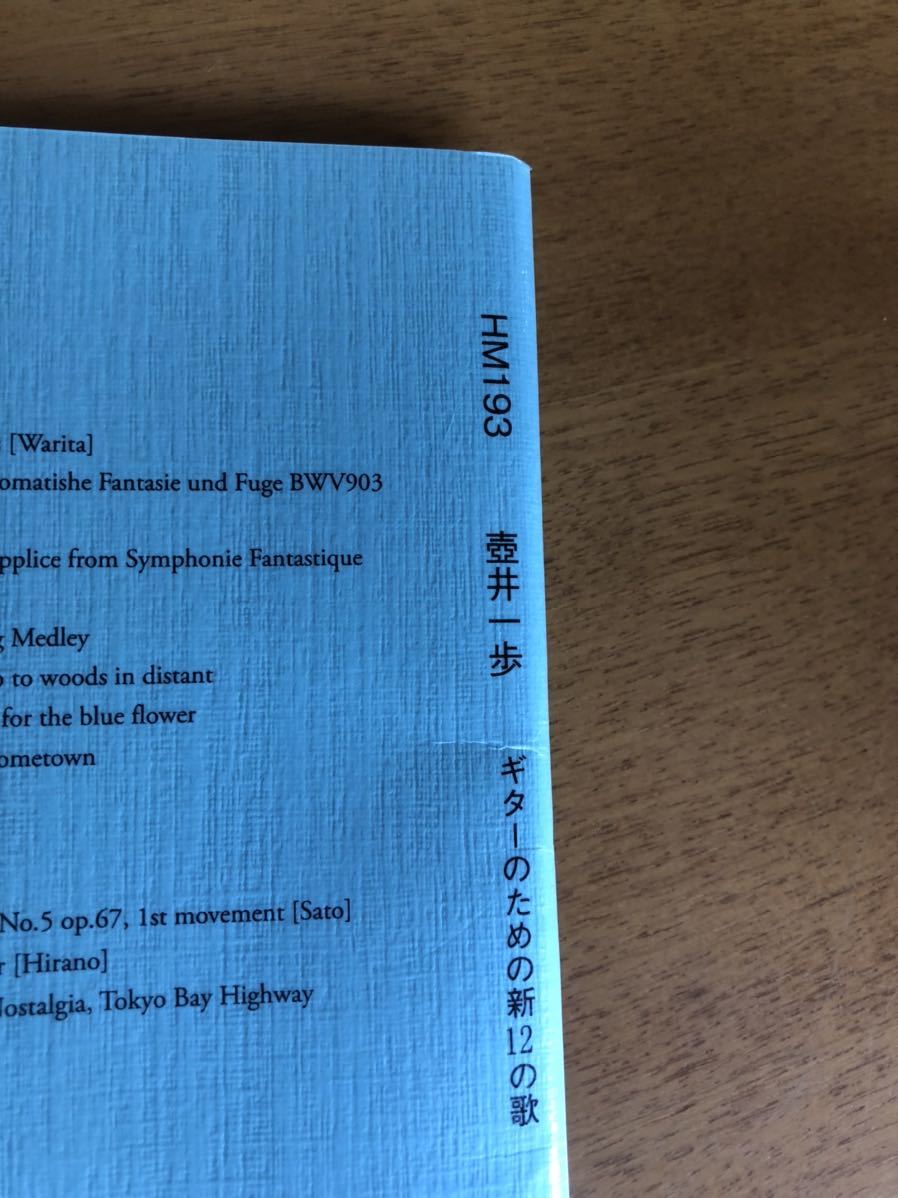 [Warita]
omatishe Fantasie und Fuge BWV903
pplice from Symphonie Fantastique
g Medley
o to woods in distant
for the blue flower
ometown
No.5 op.67, 1st movement [Sato]
r [Hirano]
Nostalgia, Tokyo Bay Highway
HM193
壺井一歩
ギターのための新12の歌